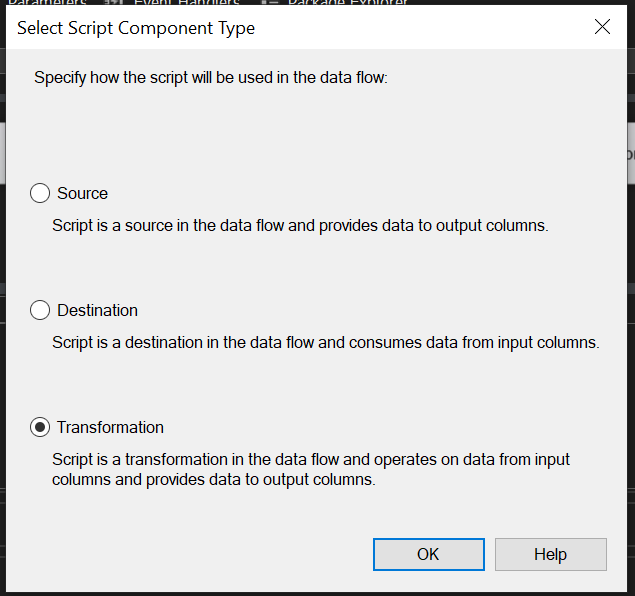 Parameters Event Handlers Package Explorer
Select Script Component Type
Specify how the script will be used in the data flow:
Source
Script is a source in the data flow and provides data to output columns.
Destination
Script is a destination in the data flow and consumes data from input columns.
Transformation
Script is a transformation in the data flow and operates on data from input
columns and provides data to output columns.
OK Help